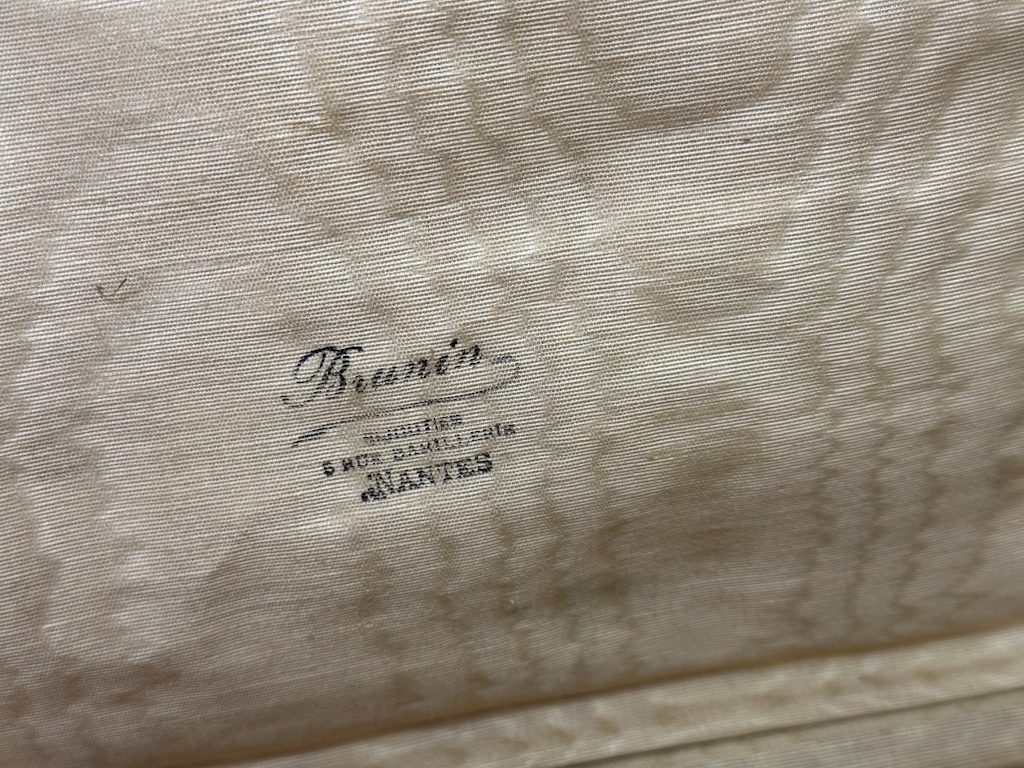 Brunin
BIJOUTIER
5 RUE BARILLERIE
NANTES